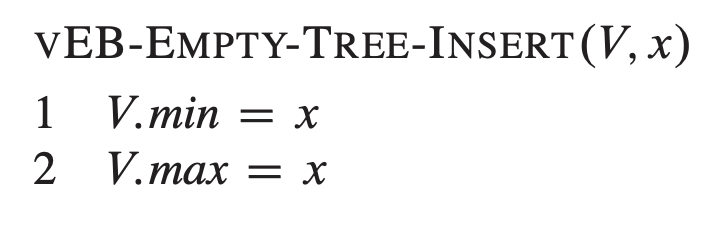 vEB-Empty-Tree-Insert(V, x)
1 V.min = x
2 V.max = x